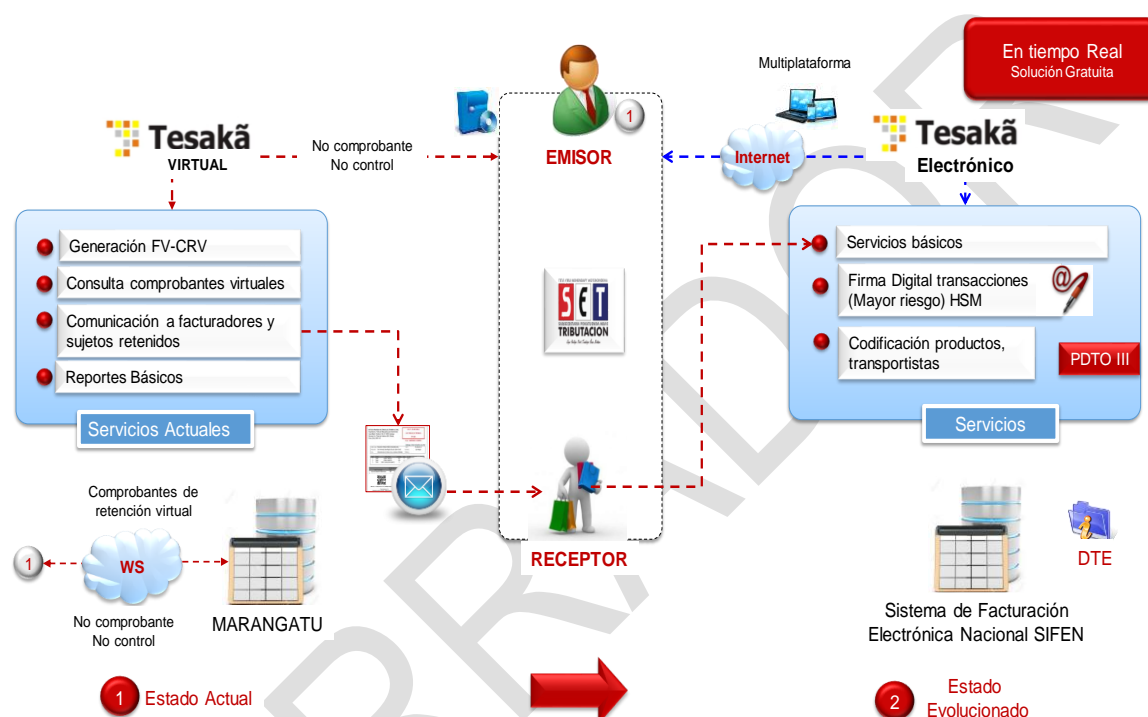 En tiempo Real
Solución Gratuita
Multiplataforma
Tesakã
VIRTUAL
No comprobante
No control
1
EMISOR
Internet
Tesakã
Electrónico
Generación FV-CRV
Consulta comprobantes virtuales
Comunicación a facturadores y
sujetos retenidos
Reportes Básicos
Servicios Actuales
SET
TRIBUTACION
Servicios básicos
Firma Digital transacciones
(Mayor riesgo) HSM
@
Codificación productos,
transportistas
PDTO III
Servicios
Comprobantes de
retención virtual
1
WS
No comprobante
No control
MARANGATU
RECEPTOR
DTE
Sistema de Facturación
Electrónica Nacional SIFEN
1 Estado Actual
2 Estado
Evolucionado
BORRADOR